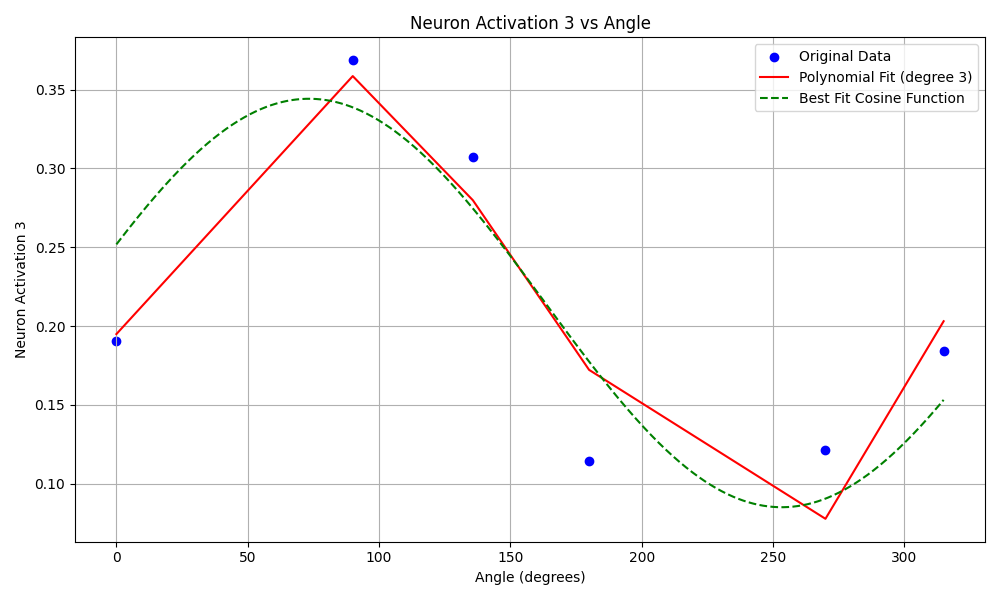 Neuron Activation 3 vs Angle
Original Data
Polynomial Fit (degree 3)
Best Fit Cosine Function
Neuron Activation 3
0.35
0.30
0.25
0.20
0.15
0.10
0 50 100 150 200 250 300
Angle (degrees)